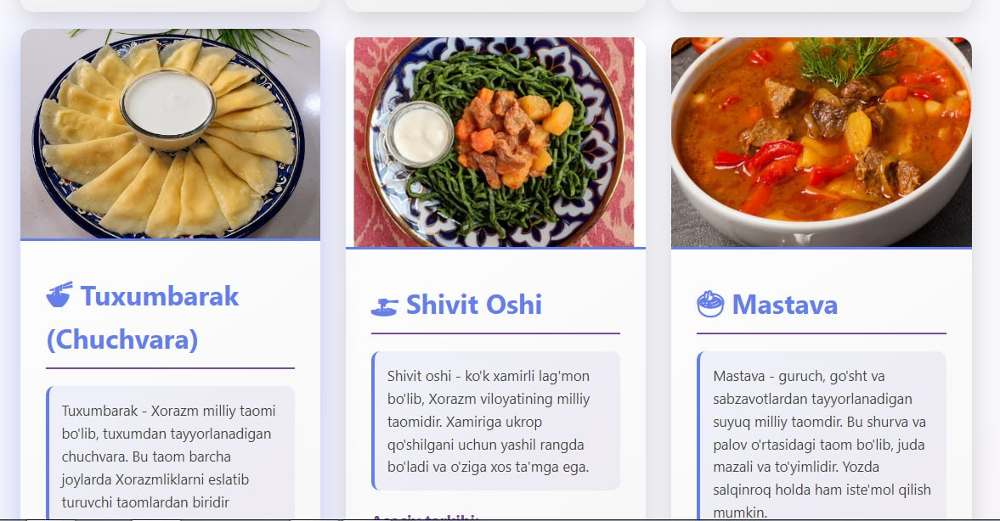 Tuxumbarak
(Chuchvara)
Tuxumbarak - Xorazm milliy taomi
bo'lib, tuxumdan tayyorlanadigan
chuchvara. Bu taom barcha
joylarda Xorazmliklarni eslatib
turuvchi taomlardan biridir
Shivit Oshi
Shivit oshi - ko'k xamirli lag'mon
bo'lib, Xorazm viloyatining milliy
taomidir. Xamiriga ukrop
qo'shilgani uchun yashil rangda
bo'ladi va o'ziga xos ta'mga ega.
Mastava
Mastava - guruch, go'sht va
sabzavotlardan tayyorlanadigan
suyuq milliy taomdir. Bu shurva va
palov o'rtasidagi taom bo'lib, juda
mazali va to'yimlidir. Yozda
salqinroq holda ham iste'mol qilish
mumkin.